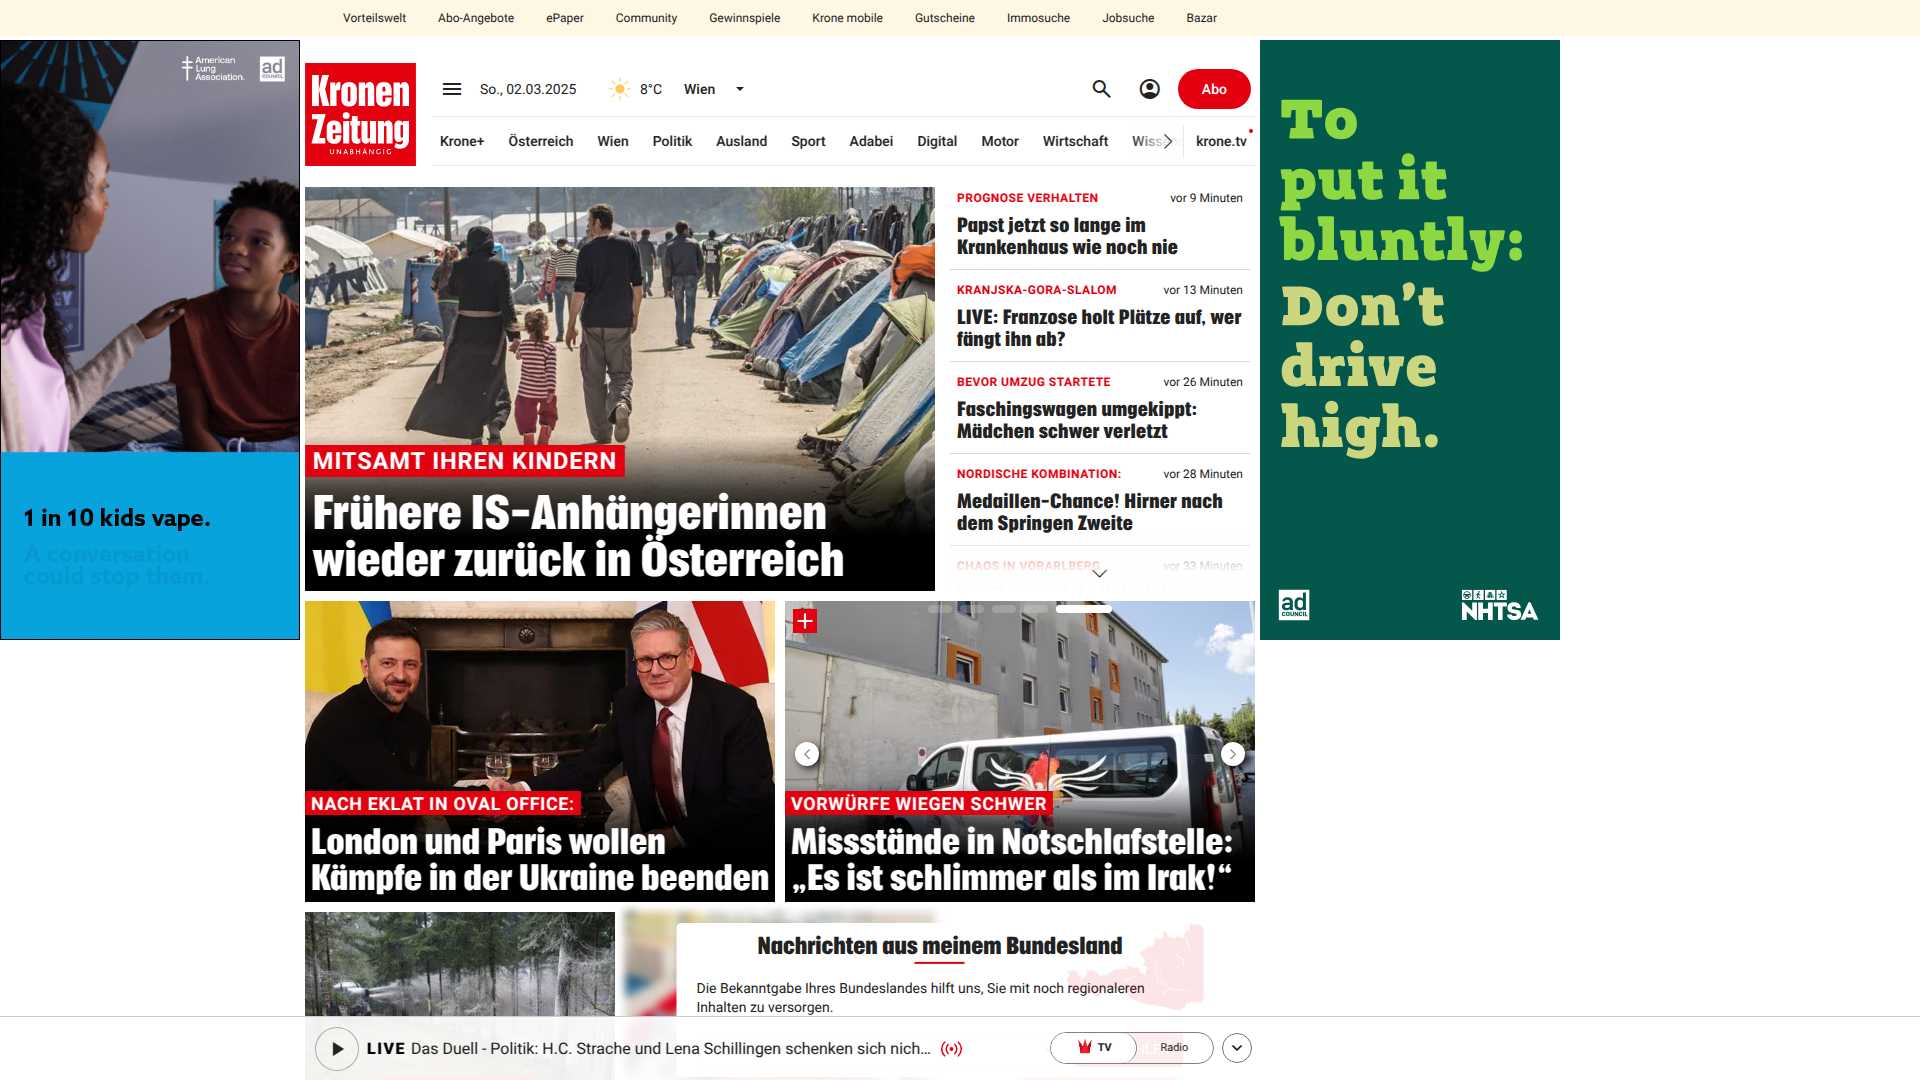 Vorteilswelt Abo-Angebote ePaper Community Gewinnspiele Krone mobile Gutscheine Immosuche Jobsuche Bazar
American
Lung
Association.
ad
COUNCIL
1 in 10 kids vape.
A conversation
could stop them.
Kronen
Zeitung
UNABHÄNGIG
So., 02.03.2025 8°C Wien Abo
Krone+ Österreich Wien Politik Ausland Sport Adabei Digital Motor Wirtschaft krone.tv
MITSAMT IHREN KINDERN
Frühere IS-Anhängerinnen
wieder zurück in Österreich
PROGNOSE VERHALTEN vor 9 Minuten
Papst jetzt so lange im
Krankenhaus wie noch nie
KRANJSKA-GORA-SLALOM vor 13 Minuten
LIVE: Franzose holt Plätze auf, wer
fängt ihn ab?
BEVOR UMZUG STARTETE vor 26 Minuten
Faschingswagen umgekippt:
Mädchen schwer verletzt
NORDISCHE KOMBINATION: vor 28 Minuten
Medaillen-Chance! Hirner nach
dem Springen Zweite
CHAOS IN VORARLBERG vor 33 Minuten
NACH EKLAT IN OVAL OFFICE:
London und Paris wollen
Kämpfe in der Ukraine beenden
VORWÜRFE WIEGEN SCHWER
Missstände in Notschlafstelle:
„Es ist schlimmer als im Irak!“
Nachrichten aus meinem Bundesland
Die Bekanntgabe Ihres Bundeslandes hilft uns, Sie mit noch regionaleren
Inhalten zu versorgen.
LIVE Das Duell - Politik: H.C. Strache und Lena Schillingen schenken sich nich...
TV Radio
To
put it
bluntly:
Don't
drive
high.
ad
COUNCIL
NHTSA